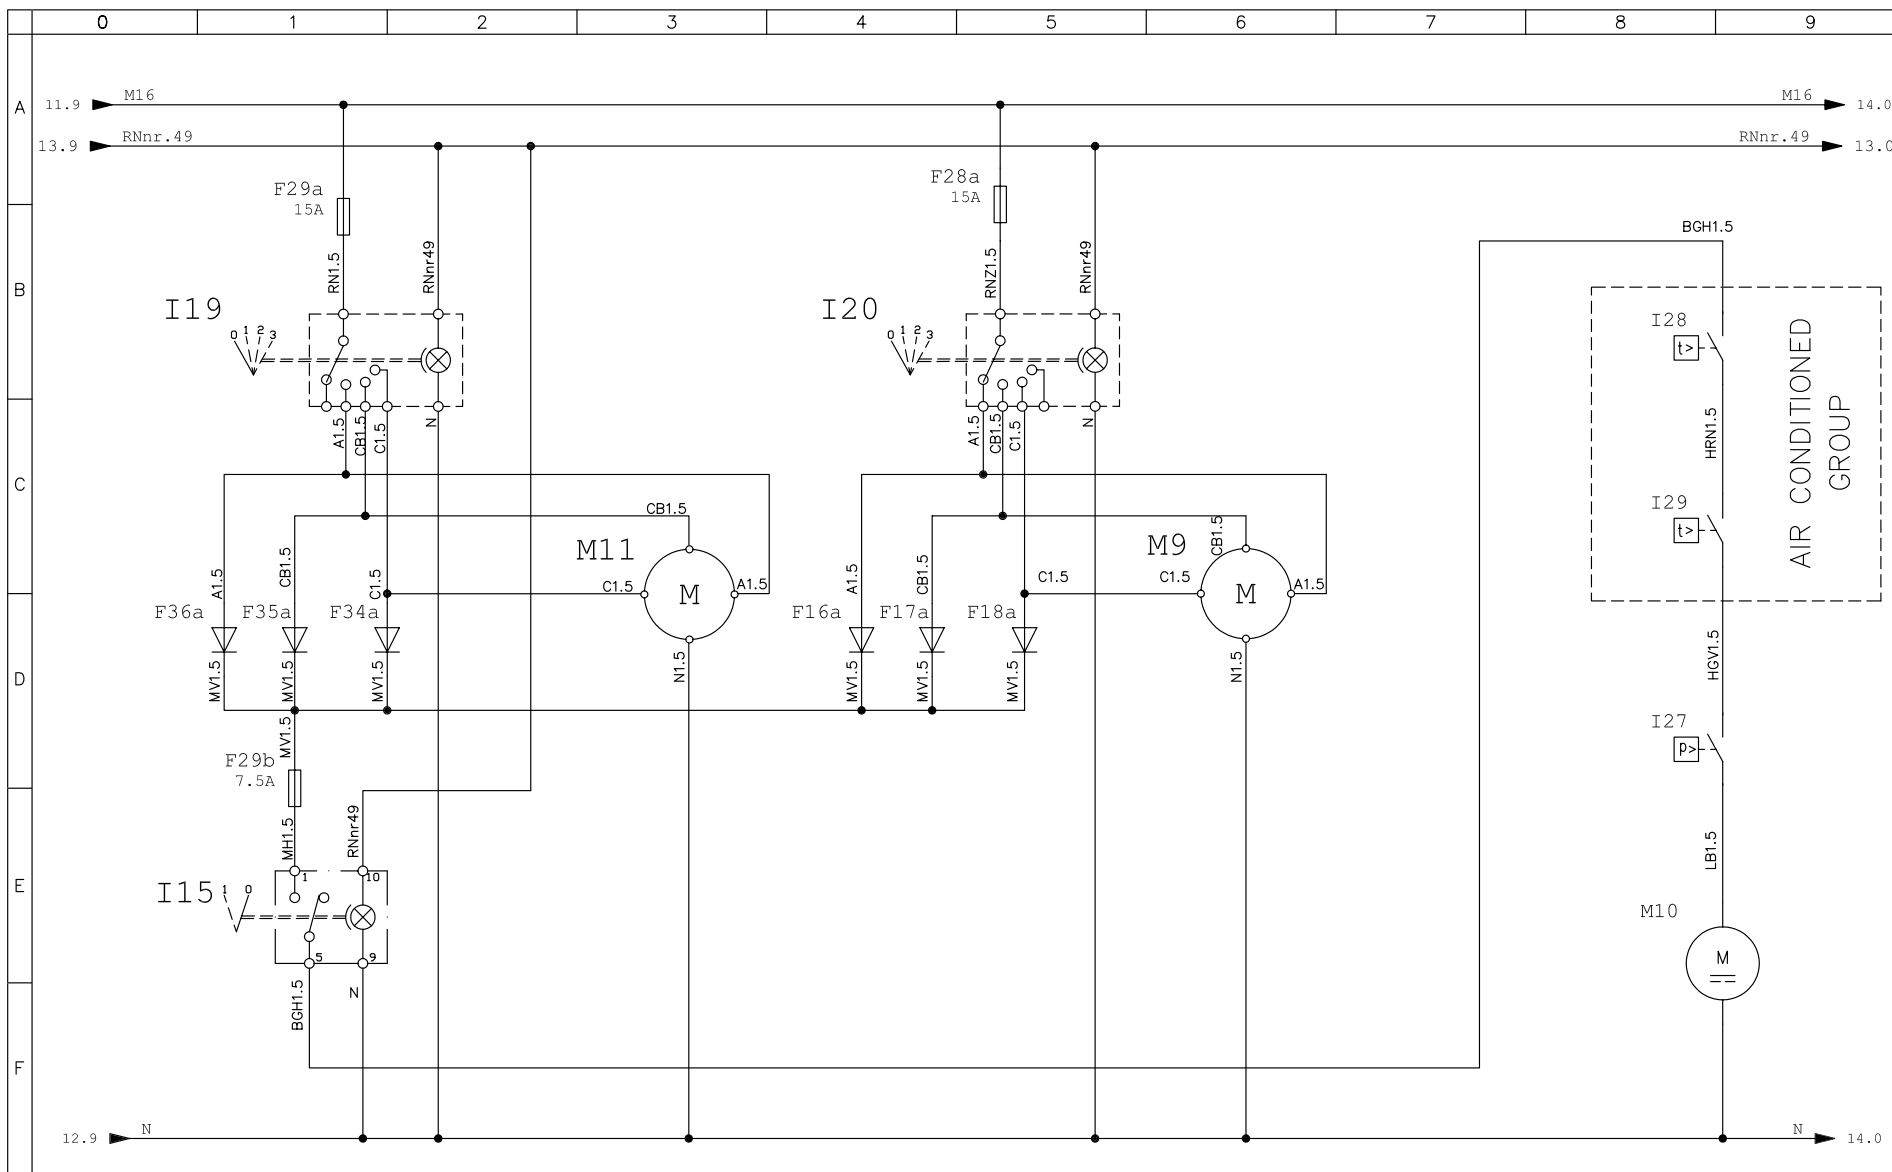 0 1 2 3 4 5 6 7 8 9
A 11.9 M16 M16 14.0
13.9 RNnr.49 RNnr.49 13.0
F29a
15A
F28a
15A
BGH1.5
RN1.5
RNnr49
RNZ1.5
RNnr49
B
I19
0 1 2 3
I20
0 1 2 3
I28
t>
AIR CONDITIONED
GROUP
A1.5
CB1.5
C1.5
N
A1.5
CB1.5
C1.5
N
HRN1.5
C
I29
t>
CB1.5
CB1.5
M11
M9
A1.5
CB1.5
C1.5
C1.5
M
A1.5
A1.5
CB1.5
C1.5
C1.5
M
A1.5
F36a
F35a
F34a
F16a
F17a
F18a
D
MV1.5
MV1.5
MV1.5
N1.5
MV1.5
MV1.5
MV1.5
N1.5
HGV1.5
MV1.5
I27
p>
F29b
7.5A
MH1.5
RNnr49
LB1.5
E
I15
1 0
1
10
5
9
M10
M
BGH1.5
N
F
12.9 N N 14.0